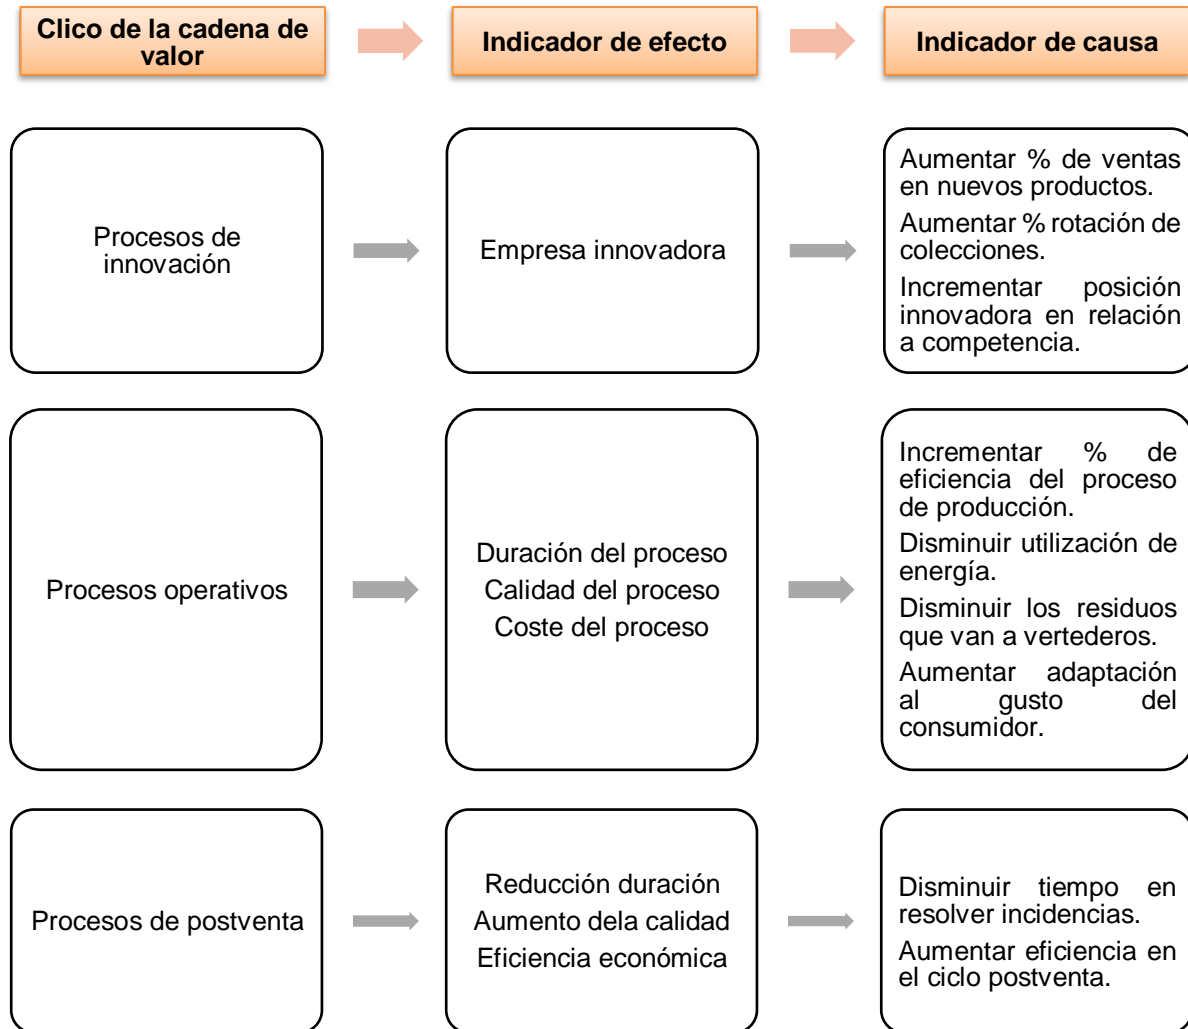 Clico de la cadena de
valor
Indicador de efecto
Indicador de causa
Procesos de
innovación
Empresa innovadora
Aumentar % de ventas
en nuevos productos.
Aumentar % rotación de
colecciones.
Incrementar posición
innovadora en relación
a competencia.
Procesos operativos
Duración del proceso
Calidad del proceso
Coste del proceso
Incrementar % de
eficiencia del proceso
de producción.
Disminuir utilización de
energía.
Disminuir los residuos
que van a vertederos.
Aumentar adaptación
al gusto del
consumidor.
Procesos de postventa
Reducción duración
Aumento dela calidad
Eficiencia económica
Disminuir tiempo en
resolver incidencias.
Aumentar eficiencia en
el ciclo postventa.